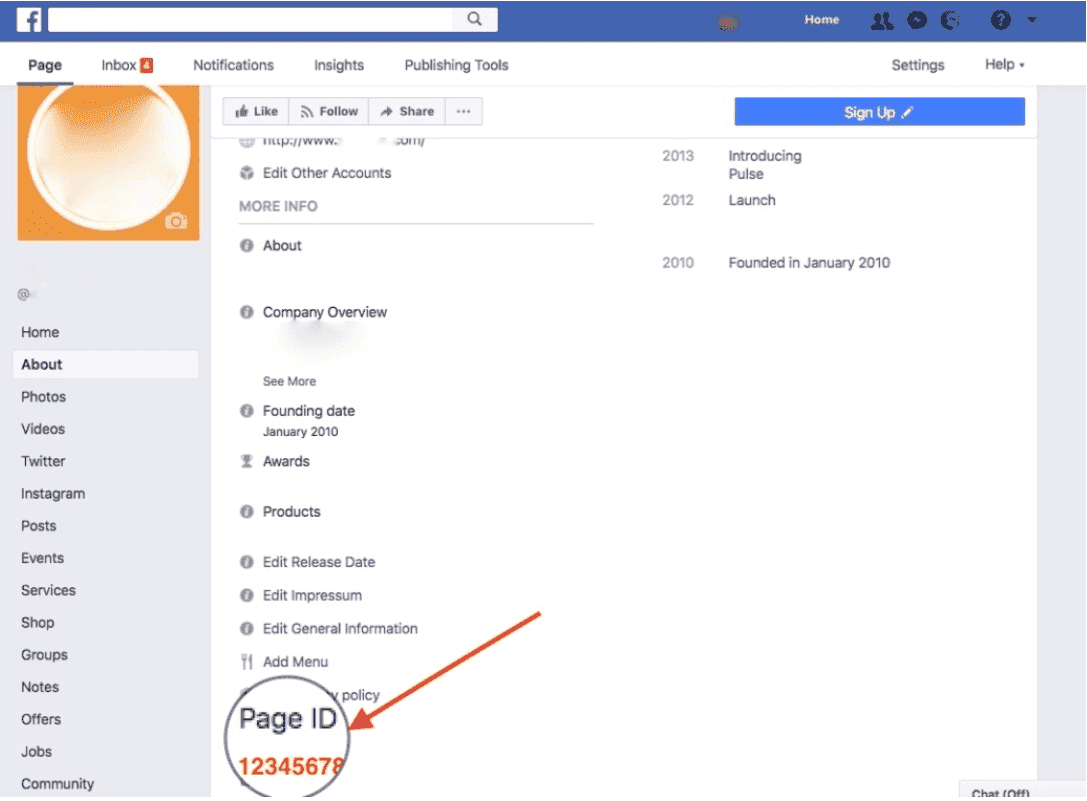 f
Home
Page
Inbox 4
Notifications
Insights
Publishing Tools
Settings
Help
Like
Follow
Share
Sign Up
http://www. .com/
Edit Other Accounts
MORE INFO
About
Company Overview
See More
Founding date
January 2010
Awards
Products
Edit Release Date
Edit Impressum
Edit General Information
Add Menu
policy
Page ID
12345678
2013 Introducing
Pulse
2012 Launch
2010 Founded in January 2010
@
Home
About
Photos
Videos
Twitter
Instagram
Posts
Events
Services
Shop
Groups
Notes
Offers
Jobs
Community
Chat (Off)